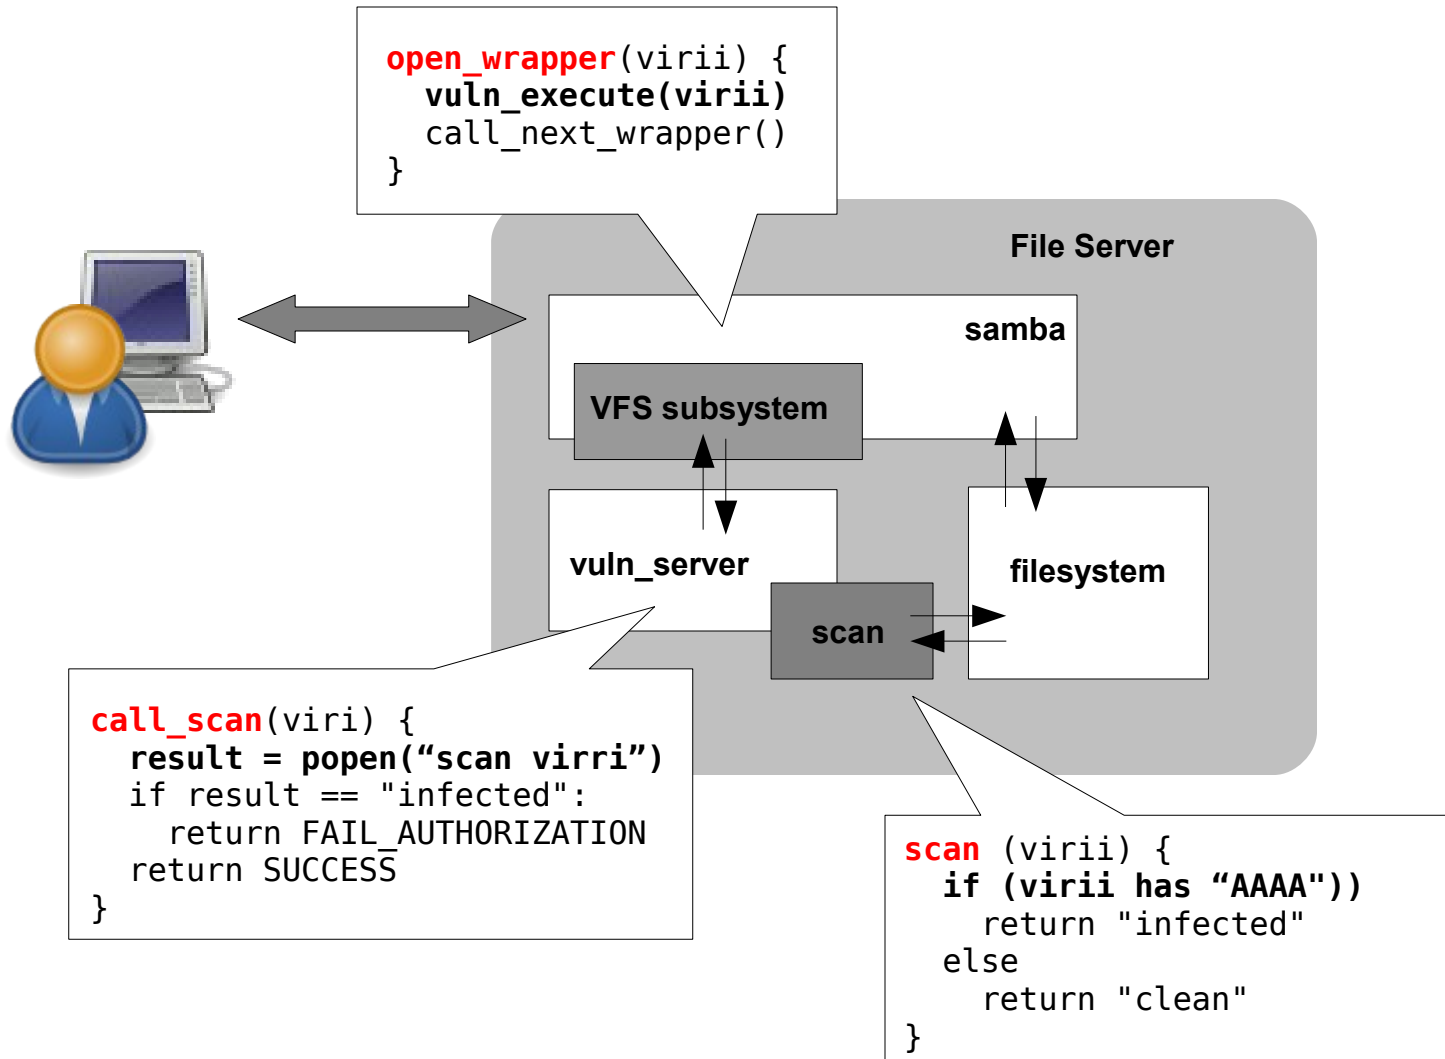 open_wrapper(virii) {
  vuln_execute(virii)
  call_next_wrapper()
}
File Server
samba
VFS subsystem
vuln_server
filesystem
scan
call_scan(viri) {
  result = popen(“scan virri”)
  if result == "infected":
    return FAIL_AUTHORIZATION
  return SUCCESS
}
scan (virii) {
  if (virii has “AAAA"))
    return "infected"
  else
    return "clean"
}